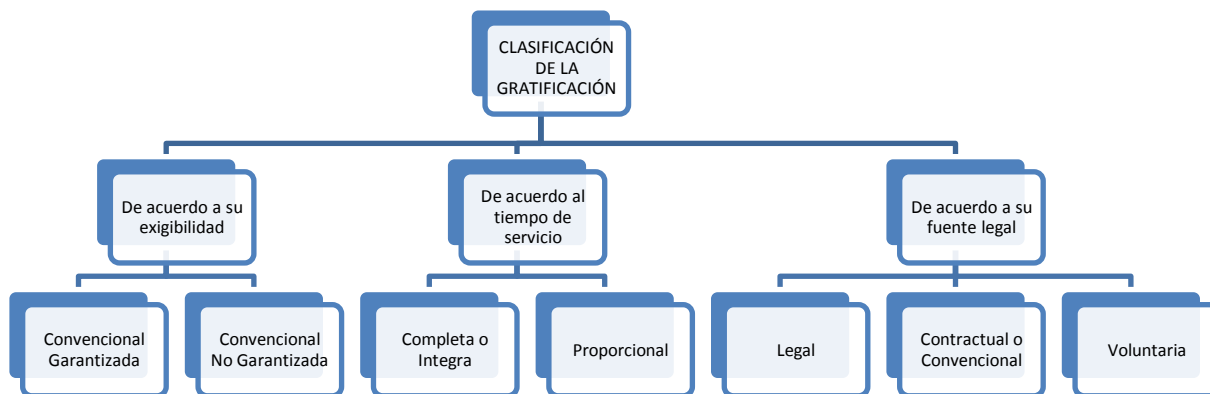 CLASIFICACIÓN
DE LA
GRATIFICACIÓN
De acuerdo a su
exigibilidad
De acuerdo al
tiempo de
servicio
De acuerdo a su
fuente legal
Convencional
Garantizada
Convencional
No Garantizada
Completa o
Integra
Proporcional
Legal
Contractual o
Convencional
Voluntaria